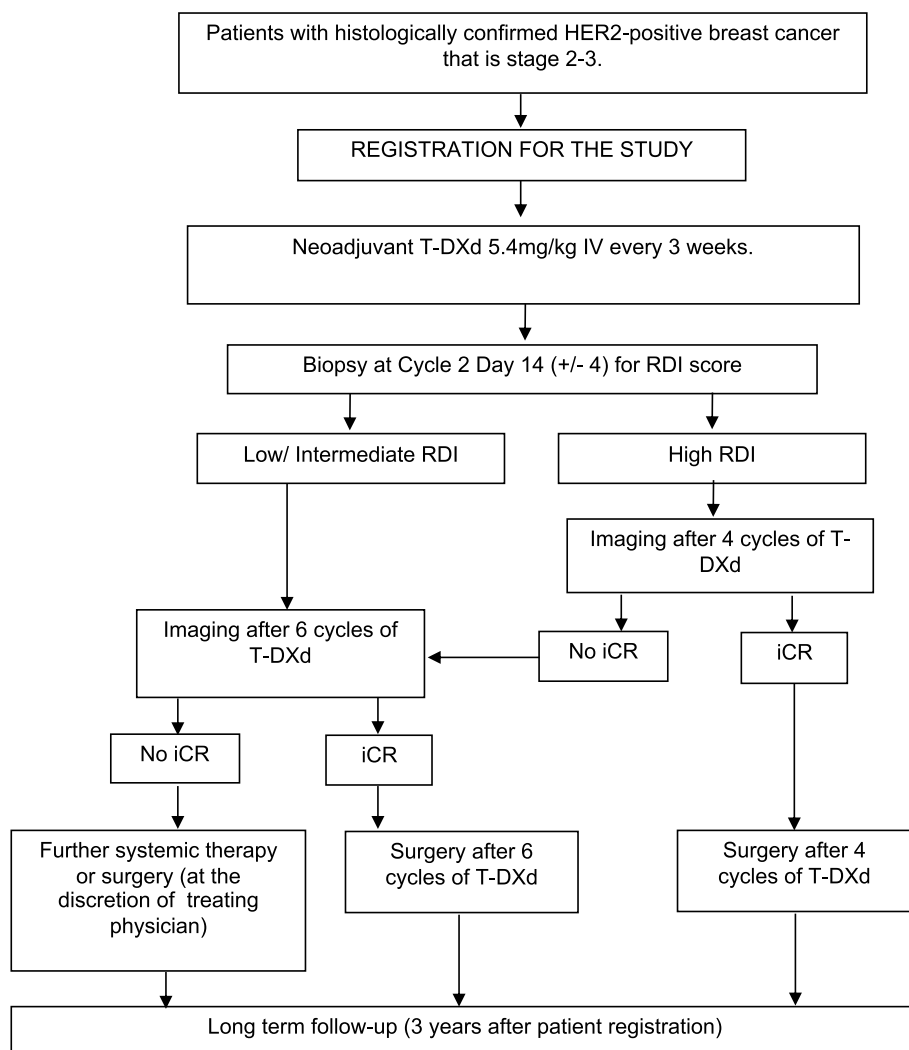 Patients with histologically confirmed HER2-positive breast cancer
that is stage 2-3.
REGISTRATION FOR THE STUDY
Neoadjuvant T-DXd 5.4mg/kg IV every 3 weeks.
Biopsy at Cycle 2 Day 14 (+/- 4) for RDI score
Low/ Intermediate RDI
High RDI
Imaging after 4 cycles of T-
DXd
Imaging after 6 cycles of
T-DXd
No iCR
iCR
No iCR
iCR
Further systemic therapy
or surgery (at the
discretion of treating
physician)
Surgery after 6
cycles of T-DXd
Surgery after 4
cycles of T-DXd
Long term follow-up (3 years after patient registration)